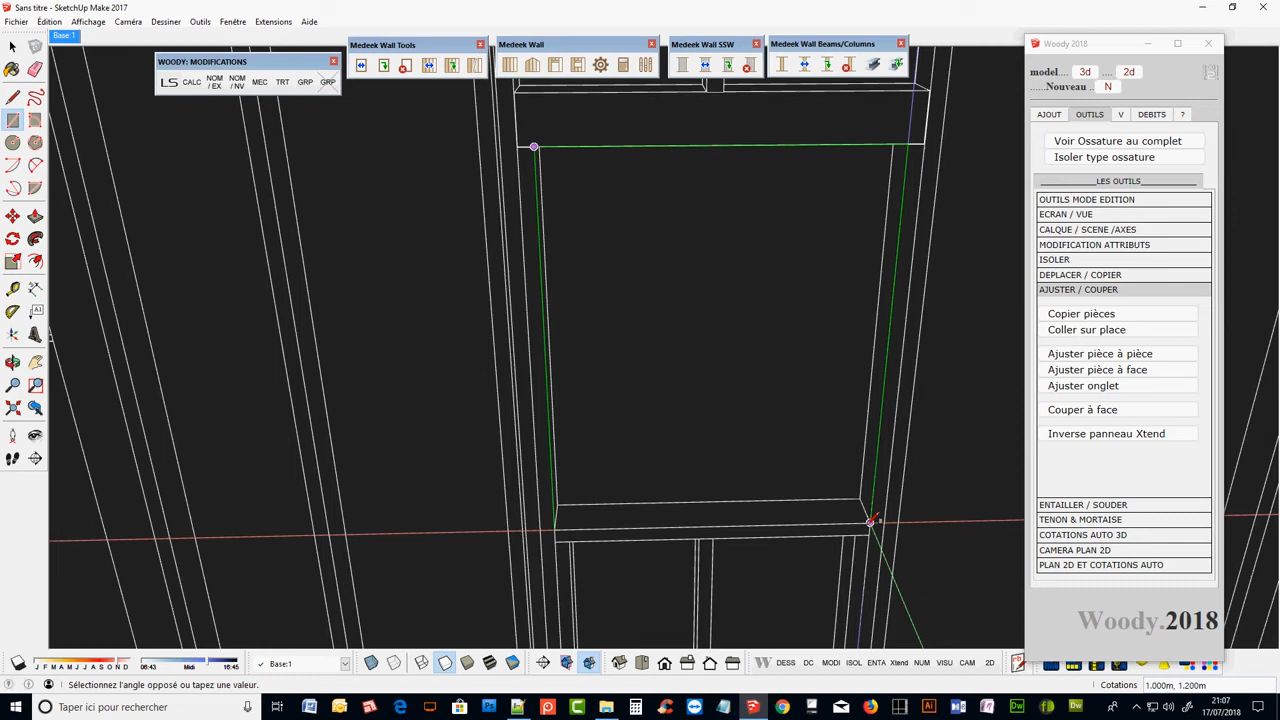 Sans titre - SketchUp Make 2017
Fichier Édition Affichage Caméra Dessiner Outils Fenêtre Extensions Aide
Base:1
WOODY: MODIFICATIONS
LS CALC NOM/EX NOM/NV MEC TRT GRP GRP
Medeek Wall Tools
Medeek Wall
Medeek Wall SSW
Medeek Wall Beams/Columns
Woody 2018
model.... 3d .... 2d
......Nouveau N
AJOUT OUTILS V DEBITS ?
Voir Ossature au complet
Isoler type ossature
LES OUTILS
OUTILS MODE EDITION
ECRAN / VUE
CALQUE / SCENE /AXES
MODIFICATION ATTRIBUTS
ISOLER
DEPLACER / COPIER
AJUSTER / COUPER
Copier pièces
Coller sur place
Ajuster pièce à pièce
Ajuster pièce à face
Ajuster onglet
Couper à face
Inverse panneau Xtend
ENTAILLER / SOUDER
TENON & MORTAISE
COTATIONS AUTO 3D
CAMERA PLAN 2D
PLAN 2D ET COTATIONS AUTO
Woody.2018
J F M A M J J A S O N D 06:43 Midi 16:45
Base:1
W DESS DC MODI ISOL ENTA Xtend NUM VISU CAM 2D
Sélectionnez l'angle opposé ou tapez une valeur.
Cotations 1.000m, 1.200m
Taper ici pour rechercher
21:07
17/07/2018